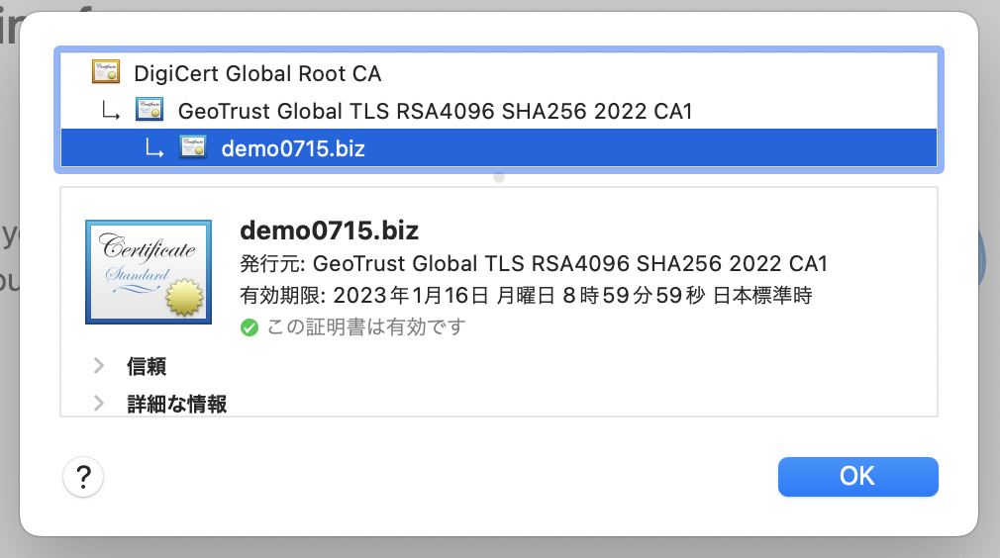 DigiCert Global Root CA
GeoTrust Global TLS RSA4096 SHA256 2022 CA1
demo0715.biz
Certificate
Standard
demo0715.biz
発行元: GeoTrust Global TLS RSA4096 SHA256 2022 CA1
有効期限: 2023年1月16日 月曜日 8時59分59秒 日本標準時
この証明書は有効です
信頼
詳細な情報
?
OK